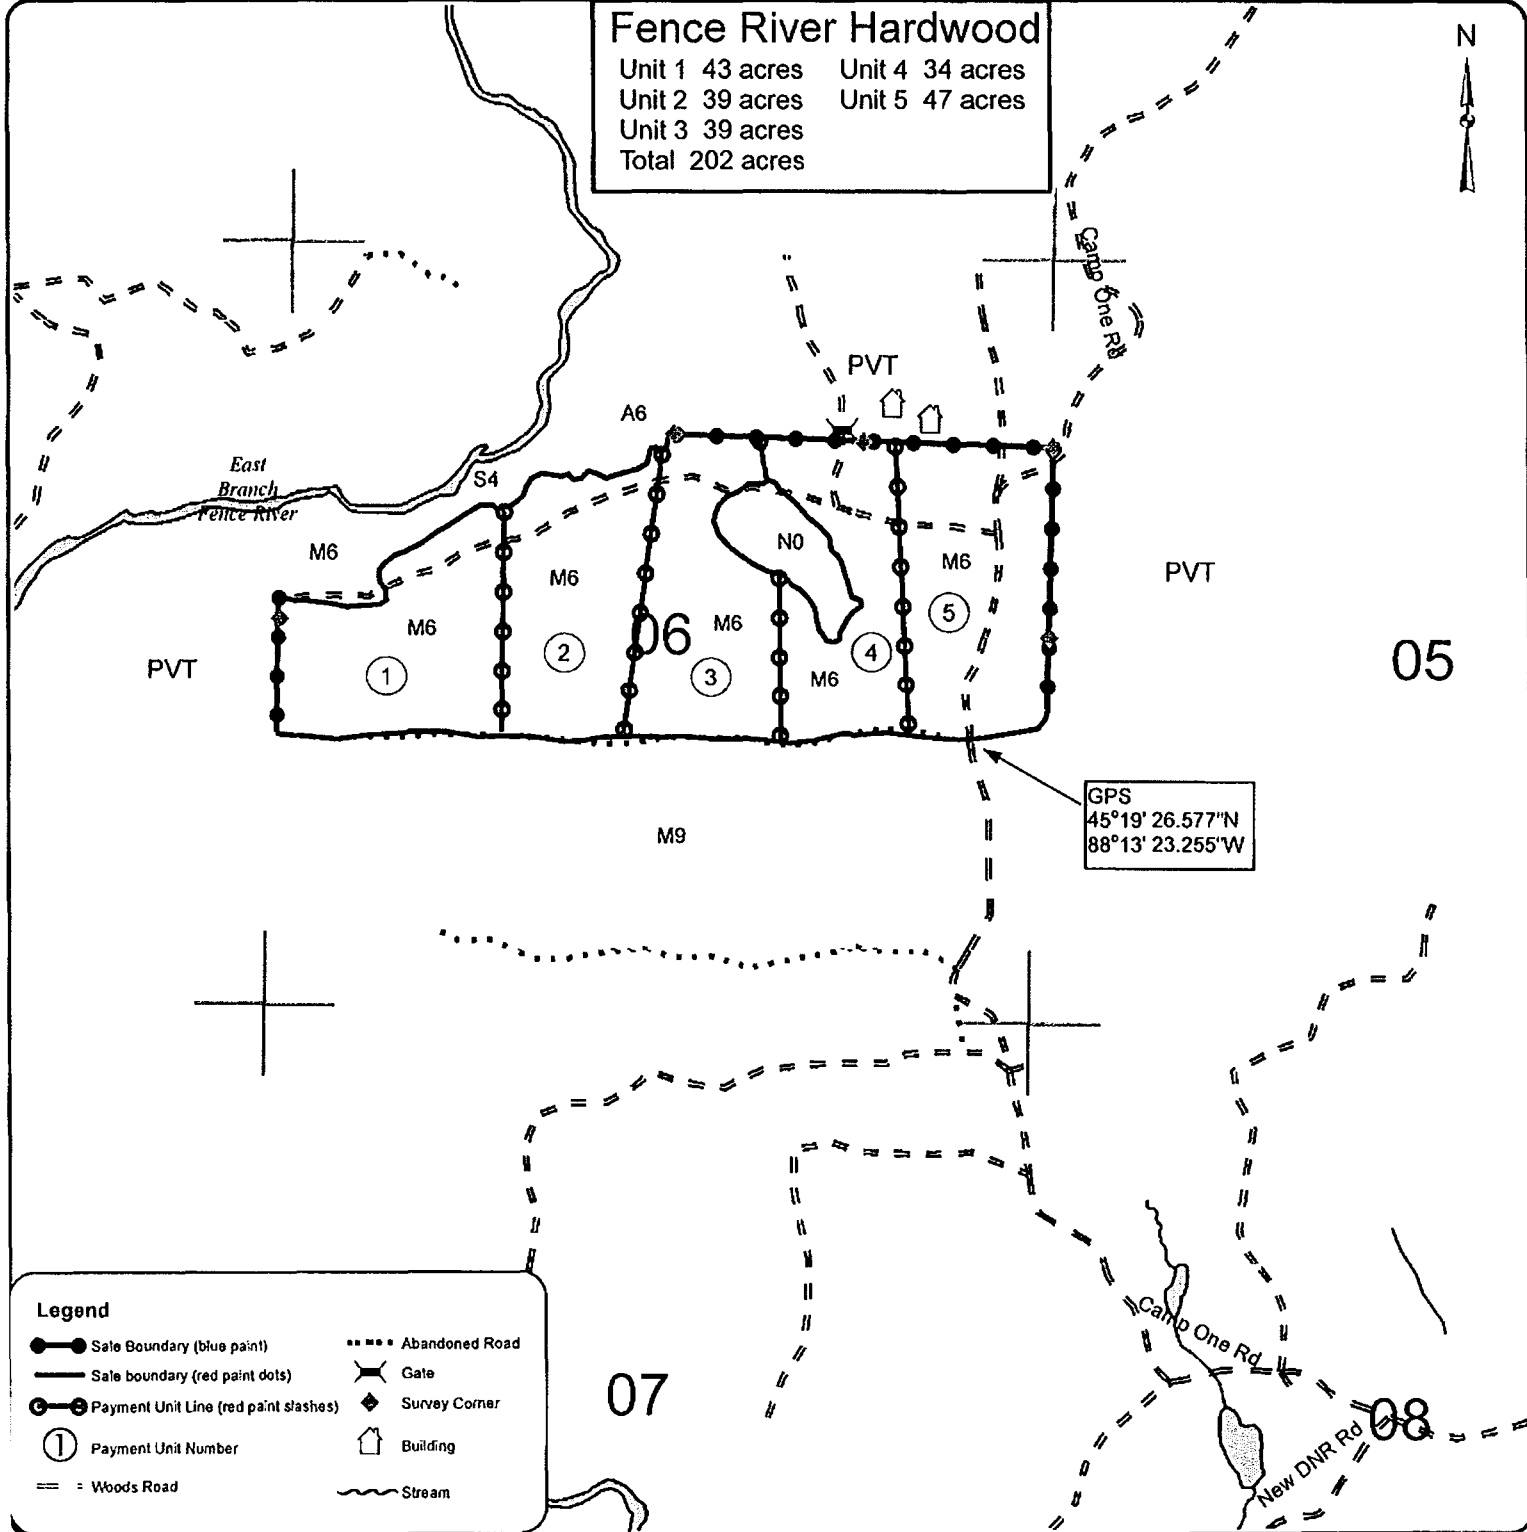 Fence River Hardwood
Unit 1 43 acres Unit 4 34 acres
Unit 2 39 acres Unit 5 47 acres
Unit 3 39 acres
Total 202 acres
N
Camp One Rd
PVT
A6
East
Branch
Fence River
S4
M6
N0
M6
M6
PVT
5
M6
M6
06
2
4
05
PVT
1
3
M6
GPS
45°19' 26.577"N
88°13' 23.255"W
M9
Legend
Sale Boundary (blue paint)
Sale boundary (red paint dots)
Payment Unit Line (red paint slashes)
1 Payment Unit Number
Woods Road
Abandoned Road
Gate
Survey Corner
Building
Stream
07
Camp One Rd
08
New DNR Rd